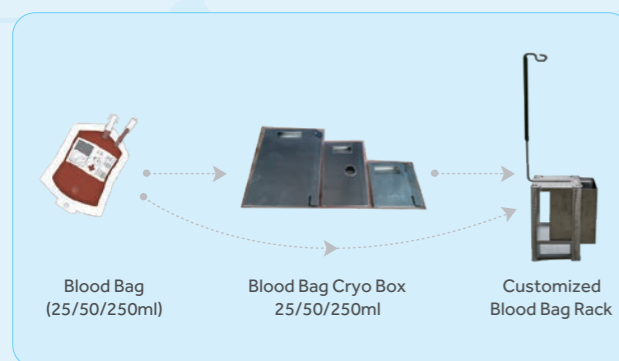 Blood Bag
(25/50/250ml)
Blood Bag Cryo Box
25/50/250ml
Customized
Blood Bag Rack